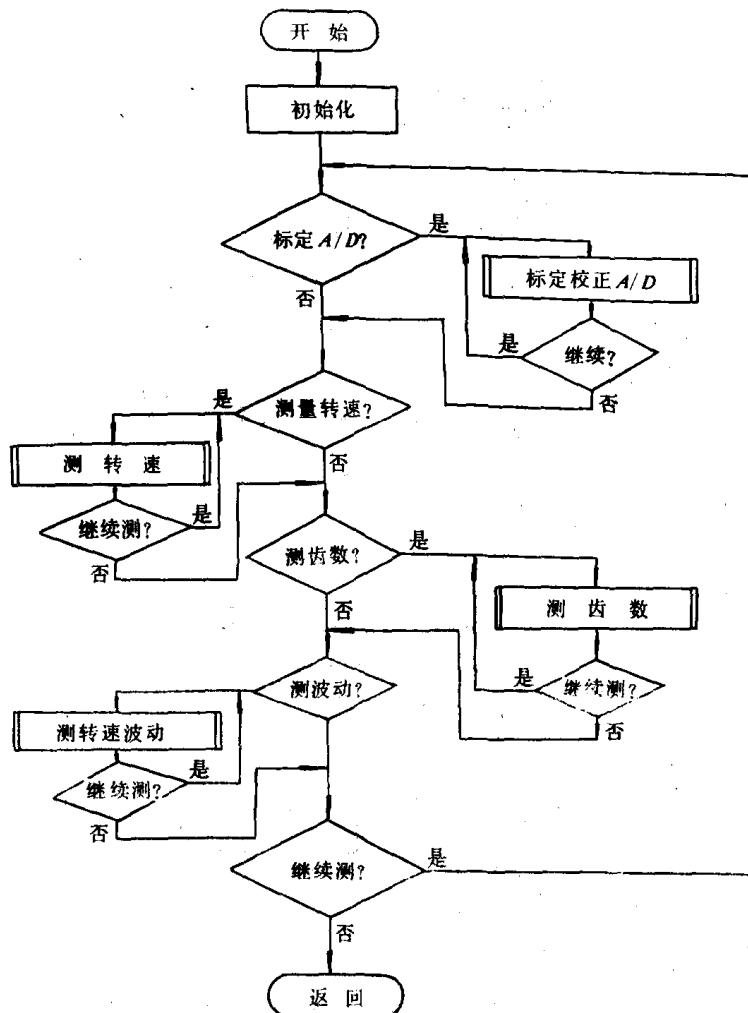 开 始
初始化
标定A/D?
是
标定校正A/D
否
是
继续?
否
测量转速?
是
测 转 速
否
继续测?
是
否
测齿数?
是
测 齿 数
否
是
继续测?
否
测波动?
测转速波动
是
继续测?
否
继续测?
是
否
返 回